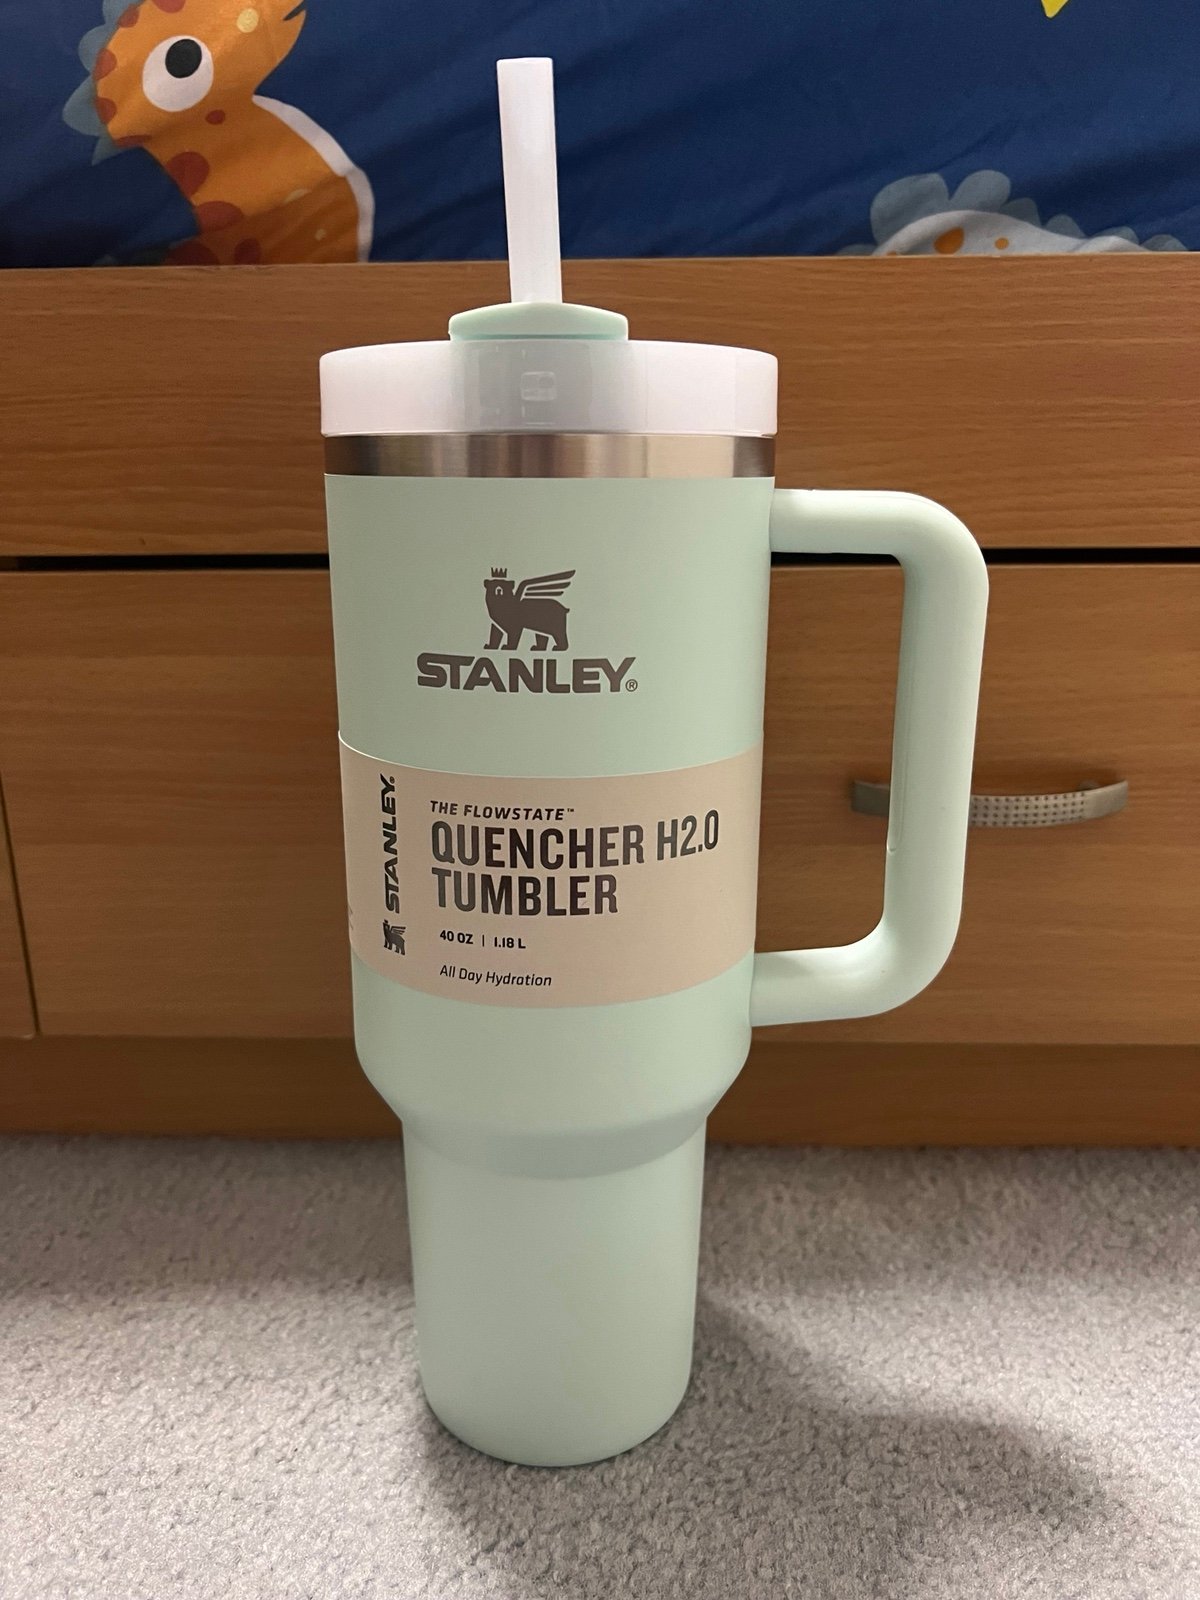 STANLEY®
STANLEY®
THE FLOWSTATE™
QUENCHER H2.0
TUMBLER
40 OZ | 1.18 L
All Day Hydration